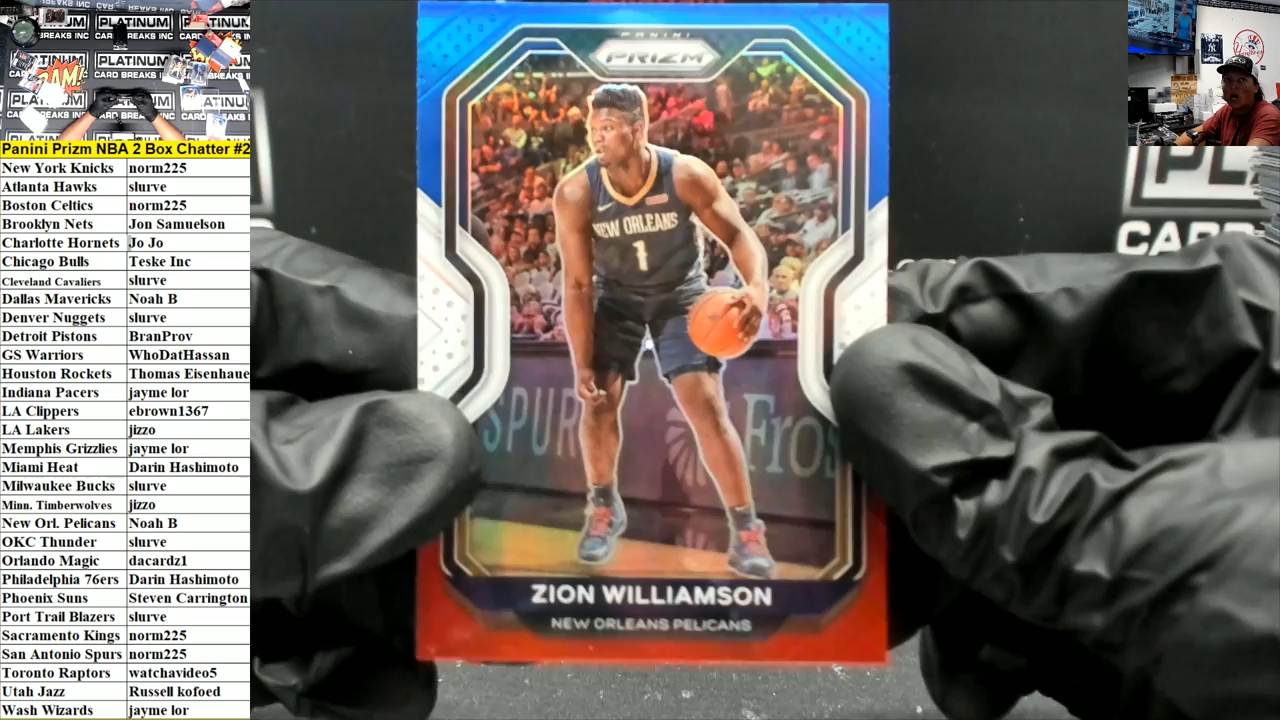 PLATINUM
CARD BREAKS INC
BAM!
Panini Prizm NBA 2 Box Chatter #2
New York Knicks norm225
Atlanta Hawks slurve
Boston Celtics norm225
Brooklyn Nets Jon Samuelson
Charlotte Hornets Jo Jo
Chicago Bulls Teske Inc
Cleveland Cavaliers slurve
Dallas Mavericks Noah B
Denver Nuggets slurve
Detroit Pistons BranProv
GS Warriors WhoDatHassan
Houston Rockets Thomas Eisenhaue
Indiana Pacers jayme lor
LA Clippers ebrown1367
LA Lakers jizzo
Memphis Grizzlies jayme lor
Miami Heat Darin Hashimoto
Milwaukee Bucks slurve
Minn. Timberwolves jizzo
New Orl. Pelicans Noah B
OKC Thunder slurve
Orlando Magic dacardz1
Philadelphia 76ers Darin Hashimoto
Phoenix Suns Steven Carrington
Port Trail Blazers slurve
Sacramento Kings norm225
San Antonio Spurs norm225
Toronto Raptors watchavideo5
Utah Jazz Russell kofoed
Wash Wizards jayme lor
PANINI
PRIZM
NEW ORLEANS
1
SPUR
Fros
ZION WILLIAMSON
NEW ORLEANS PELICANS
PL
CARD